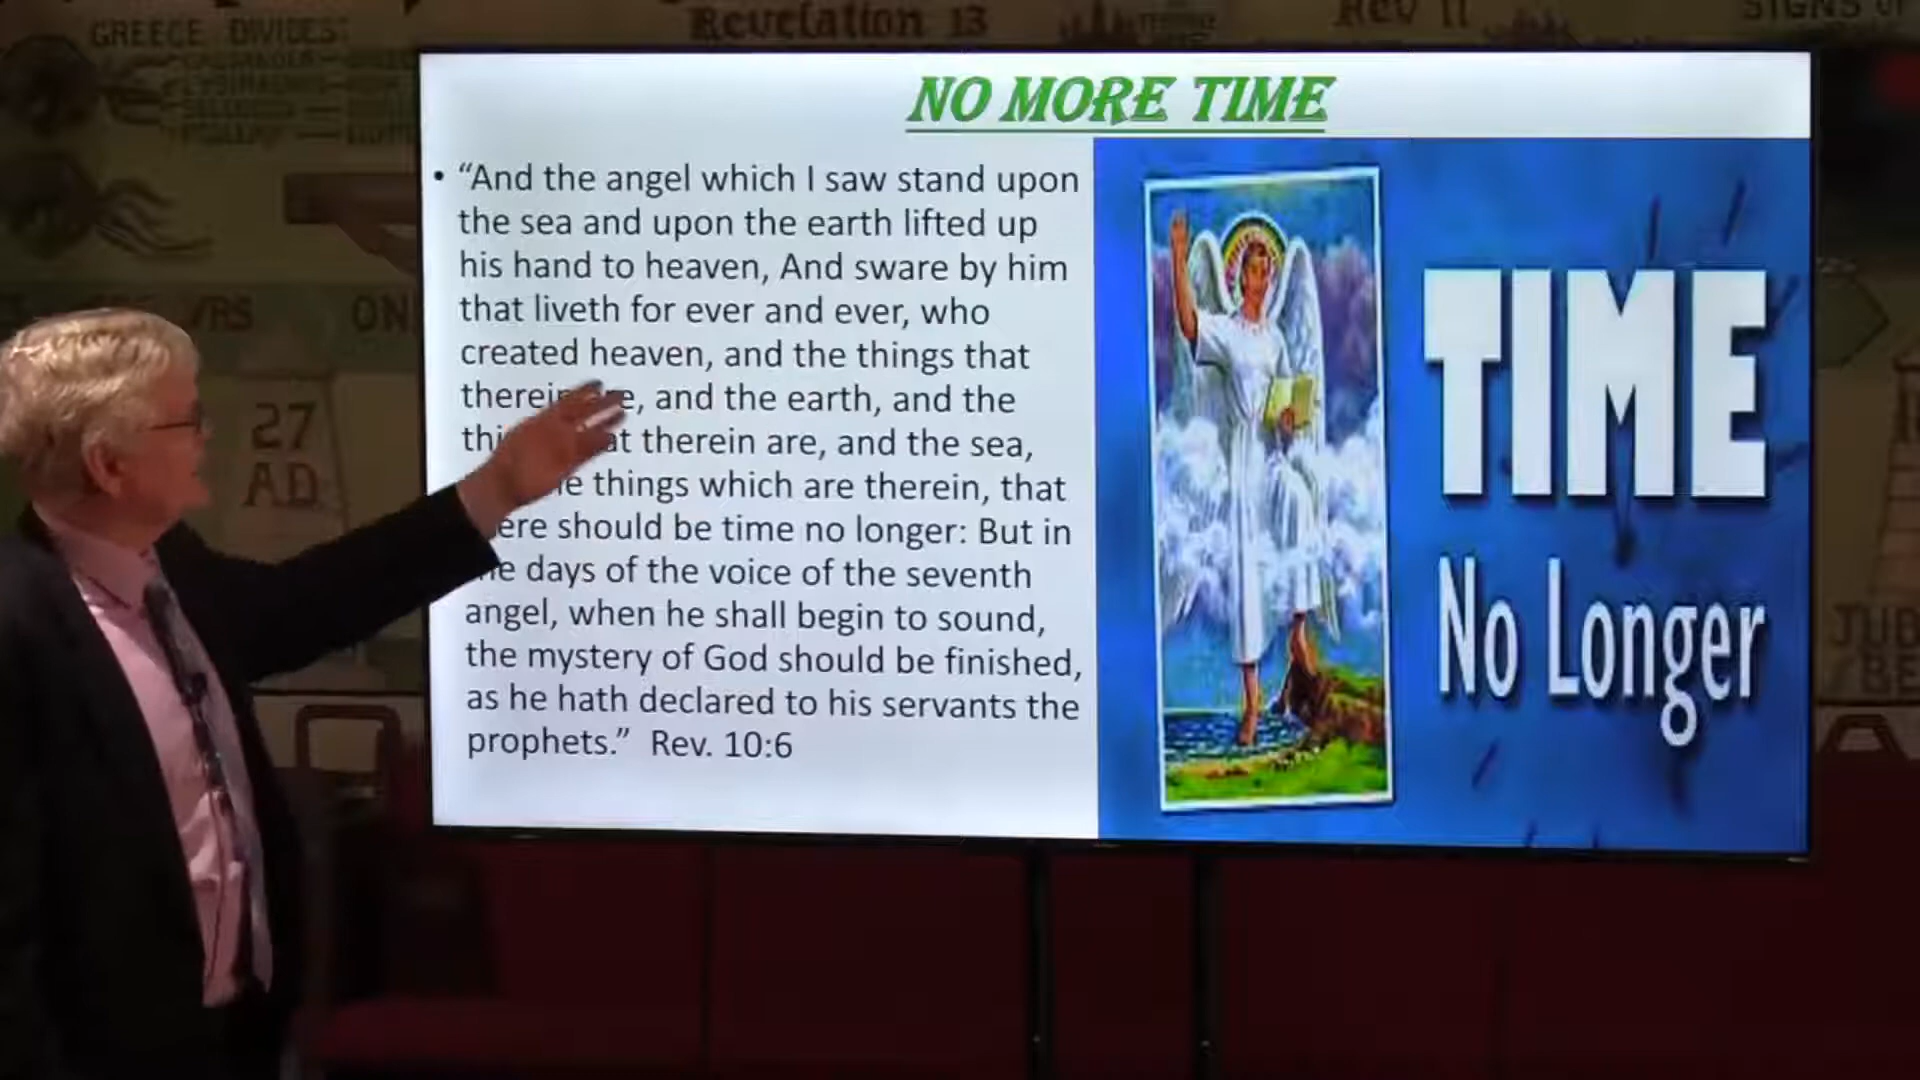 GREECE DIVIDES:
Revelation 13
Rev 11
SIGNS OF
NO MORE TIME
• “And the angel which I saw stand upon
the sea and upon the earth lifted up
his hand to heaven, And sware by him
that liveth for ever and ever, who
created heaven, and the things that
, and the earth, and the
therein are, and the sea,
things which are therein, that
should be time no longer: But in
days of the voice of the seventh
angel, when he shall begin to sound,
the mystery of God should be finished,
as he hath declared to his servants the
prophets.” Rev. 10:6
TIME
No Longer
YRS
27
AD